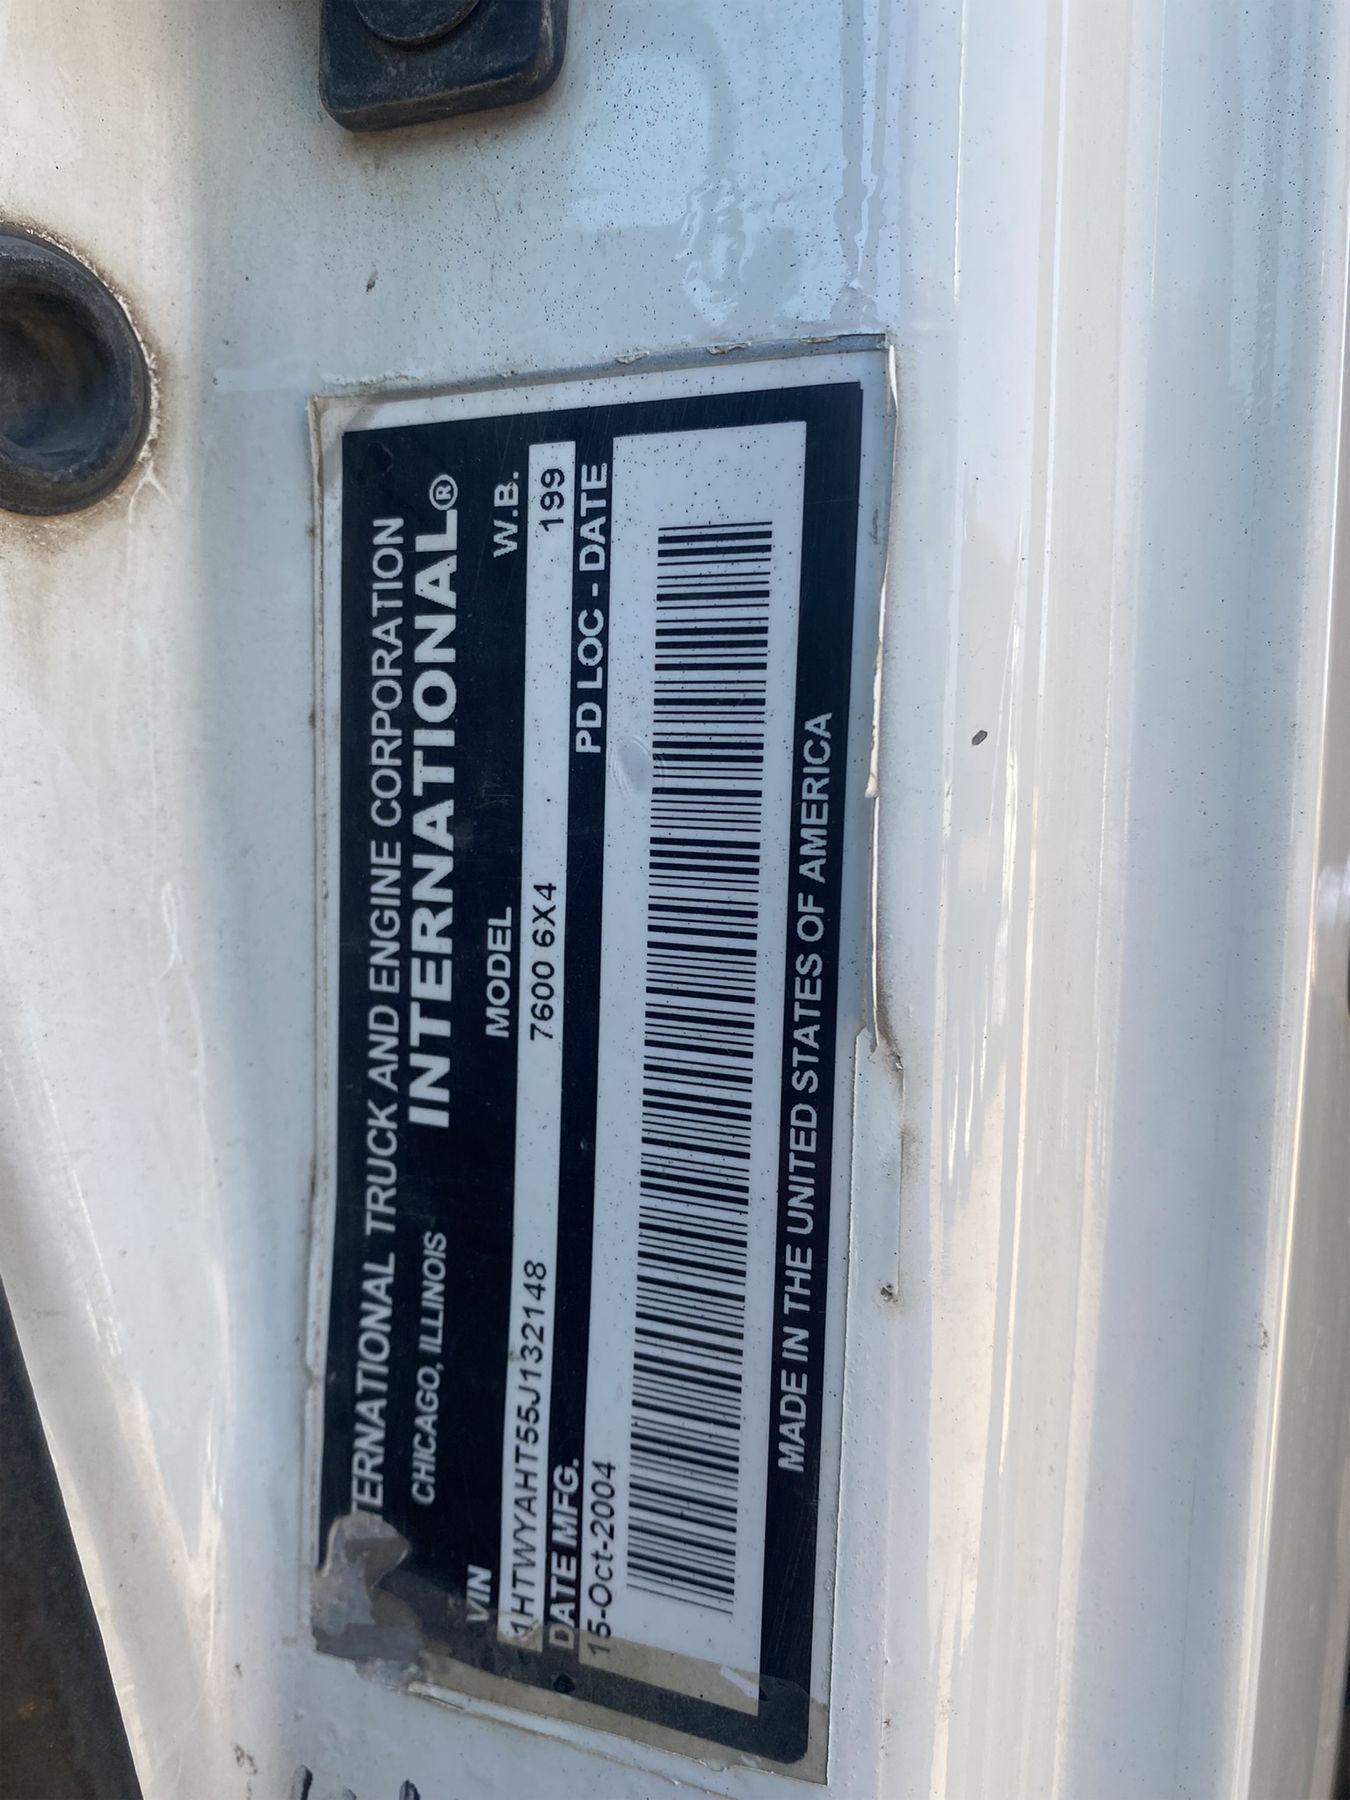 TERNATIONAL TRUCK AND ENGINE CORPORATION
CHICAGO, ILLINOIS INTERNATIONAL®
VIN MODEL W.B.
1HTWYAHT55J132148 7600 6X4 199
DATE MFG. PD LOC - DATE
15-Oct-2004
MADE IN THE UNITED STATES OF AMERICA